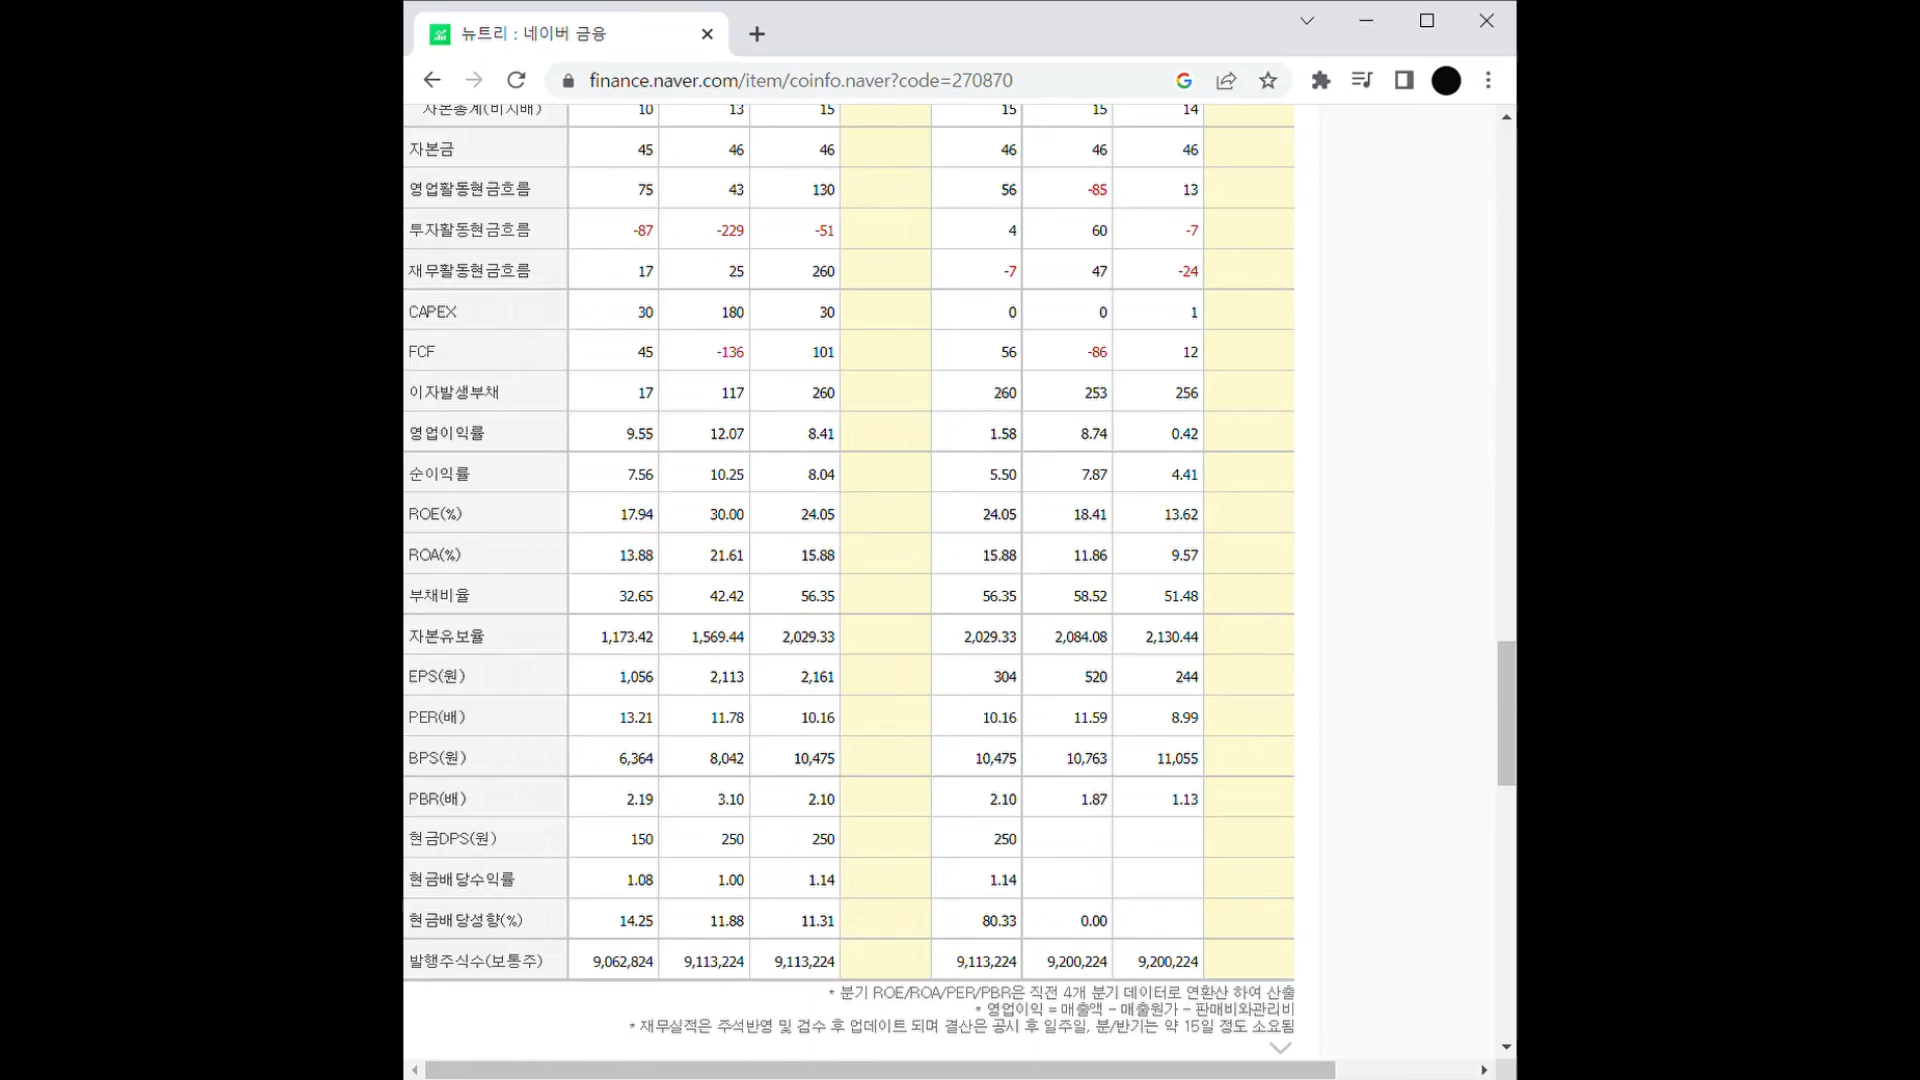 뉴트리 : 네이버 금융
finance.naver.com/item/coinfo.naver?code=270870
자본총계(비지배) 10 13 15 15 15 14
자본금 45 46 46 46 46 46
영업활동현금흐름 75 43 130 56 -85 13
투자활동현금흐름 -87 -229 -51 4 60 -7
재무활동현금흐름 17 25 260 -7 47 -24
CAPEX 30 180 30 0 0 1
FCF 45 -136 101 56 -86 12
이자발생부채 17 117 260 260 253 256
영업이익률 9.55 12.07 8.41 1.58 8.74 0.42
순이익률 7.56 10.25 8.04 5.50 7.87 4.41
ROE(%) 17.94 30.00 24.05 24.05 18.41 13.62
ROA(%) 13.88 21.61 15.88 15.88 11.86 9.57
부채비율 32.65 42.42 56.35 56.35 58.52 51.48
자본유보율 1,173.42 1,569.44 2,029.33 2,029.33 2,084.08 2,130.44
EPS(원) 1,056 2,113 2,161 304 520 244
PER(배) 13.21 11.78 10.16 10.16 11.59 8.99
BPS(원) 6,364 8,042 10,475 10,475 10,763 11,055
PBR(배) 2.19 3.10 2.10 2.10 1.87 1.13
현금DPS(원) 150 250 250 250
현금배당수익률 1.08 1.00 1.14 1.14
현금배당성향(%) 14.25 11.88 11.31 80.33 0.00
발행주식수(보통주) 9,062,824 9,113,224 9,113,224 9,113,224 9,200,224 9,200,224
* 분기 ROE/ROA/PER/PBR은 직전 4개 분기 데이터로 연환산 하여 산출
* 영업이익 = 매출액 - 매출원가 - 판매비와관리비
* 재무실적은 주석반영 및 검수 후 업데이트 되며 결산은 공시 후 일주일, 분/반기는 약 15일 정도 소요됨